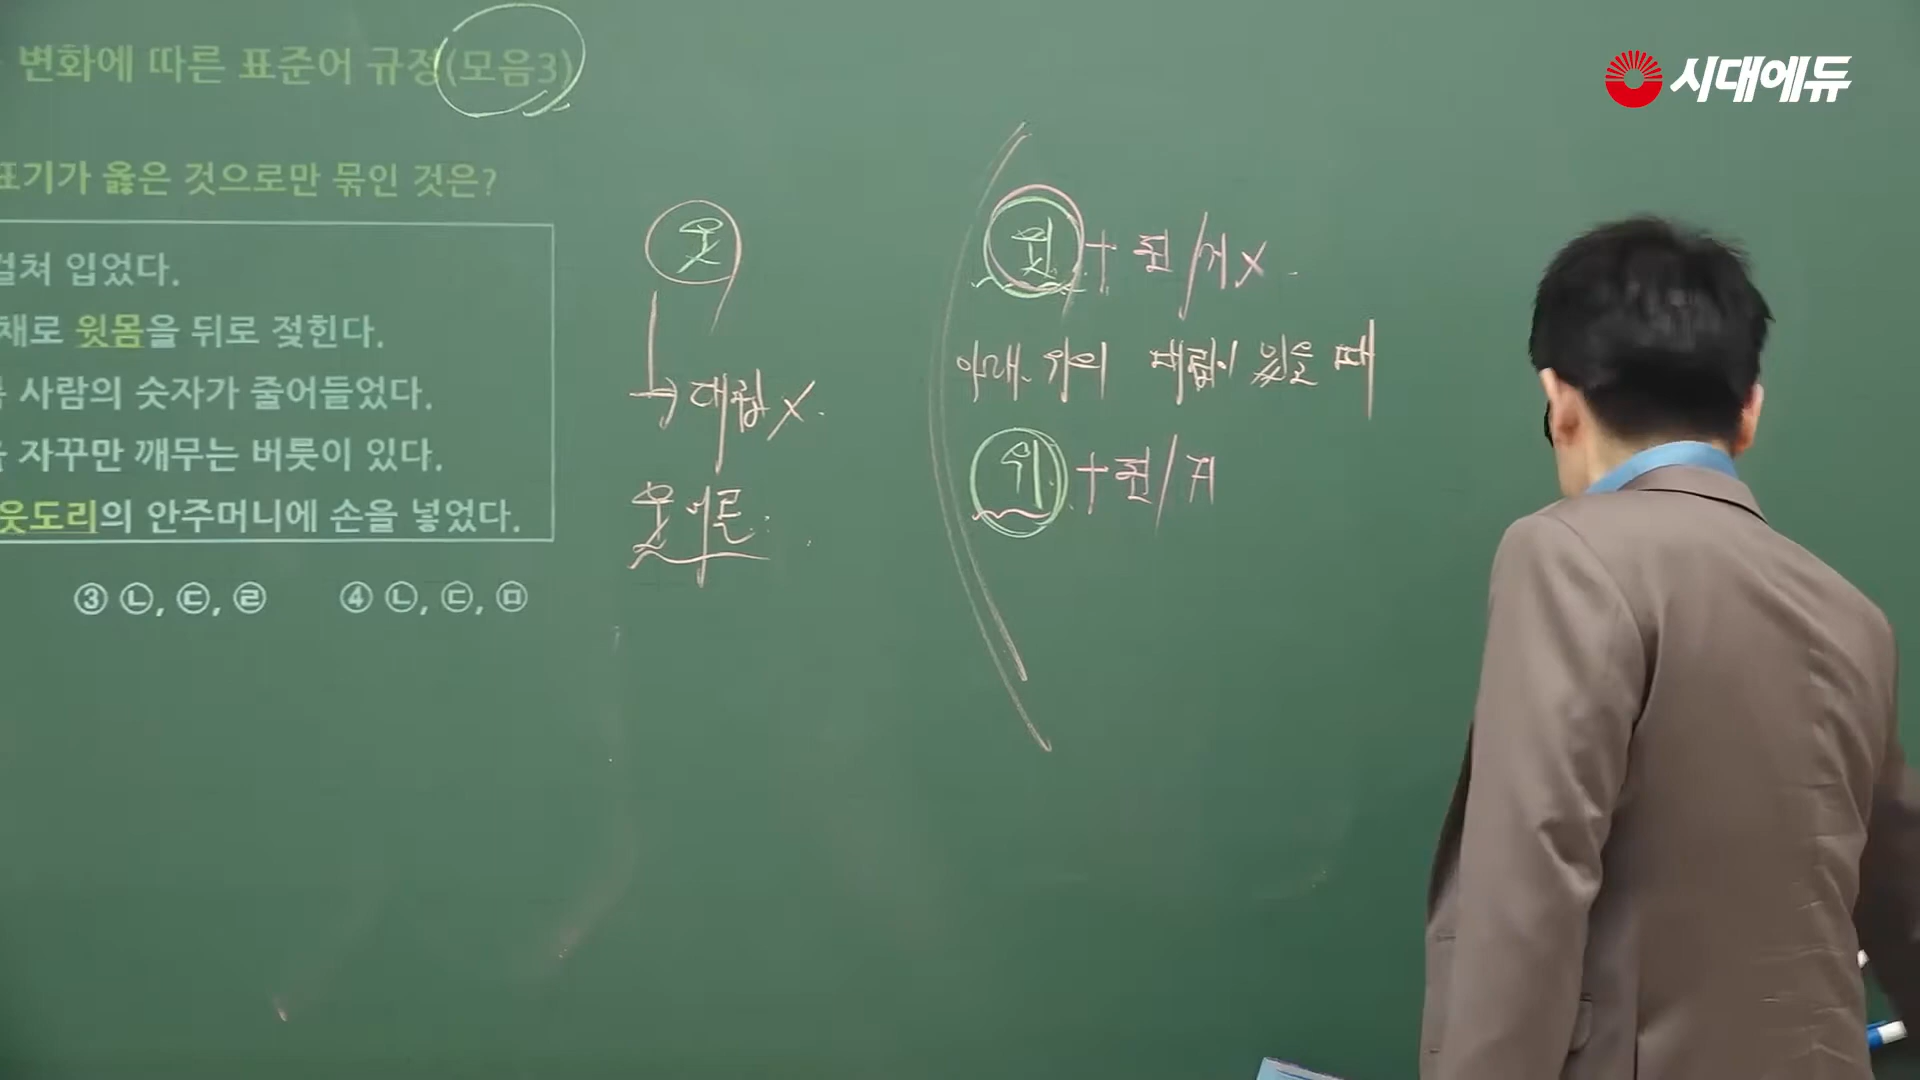 변화에 따른 표준어 규정(모음3)
시대에듀
표기가 옳은 것으로만 묶인 것은?
걸쳐 입었다.
채로 윗몸을 뒤로 젖힌다.
사람의 숫자가 줄어들었다.
자꾸만 깨무는 버릇이 있다.
웃도리의 안주머니에 손을 넣었다.
③ ㉡, ㉢, ㉣ ④ ㉡, ㉢, ㉤
웃
→ 대립 X.
웃어른
윗 + 된/거 X
아래. 위의 대립이 있을 때
위 + 된/거